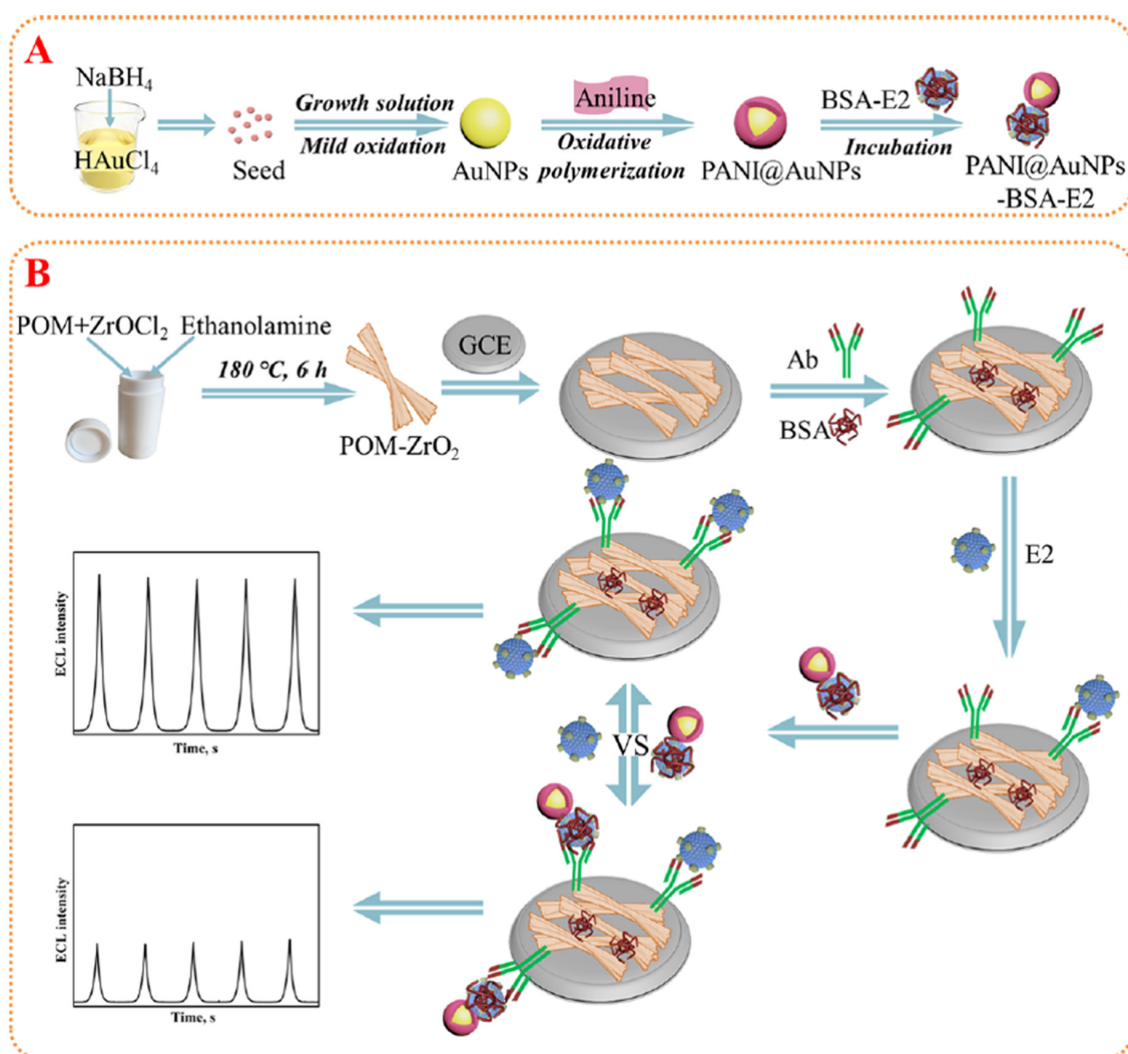 A
NaBH4
HAuCl4
Seed
Growth solution
Mild oxidation
AuNPs
Aniline
Oxidative
polymerization
PANI@AuNPs
BSA-E2
Incubation
PANI@AuNPs
-BSA-E2
B
POM+ZrOCl2 Ethanolamine
180 °C, 6 h
POM-ZrO2
GCE
Ab
BSA
E2
VS
ECL intensity
Time, s
ECL intensity
Time, s